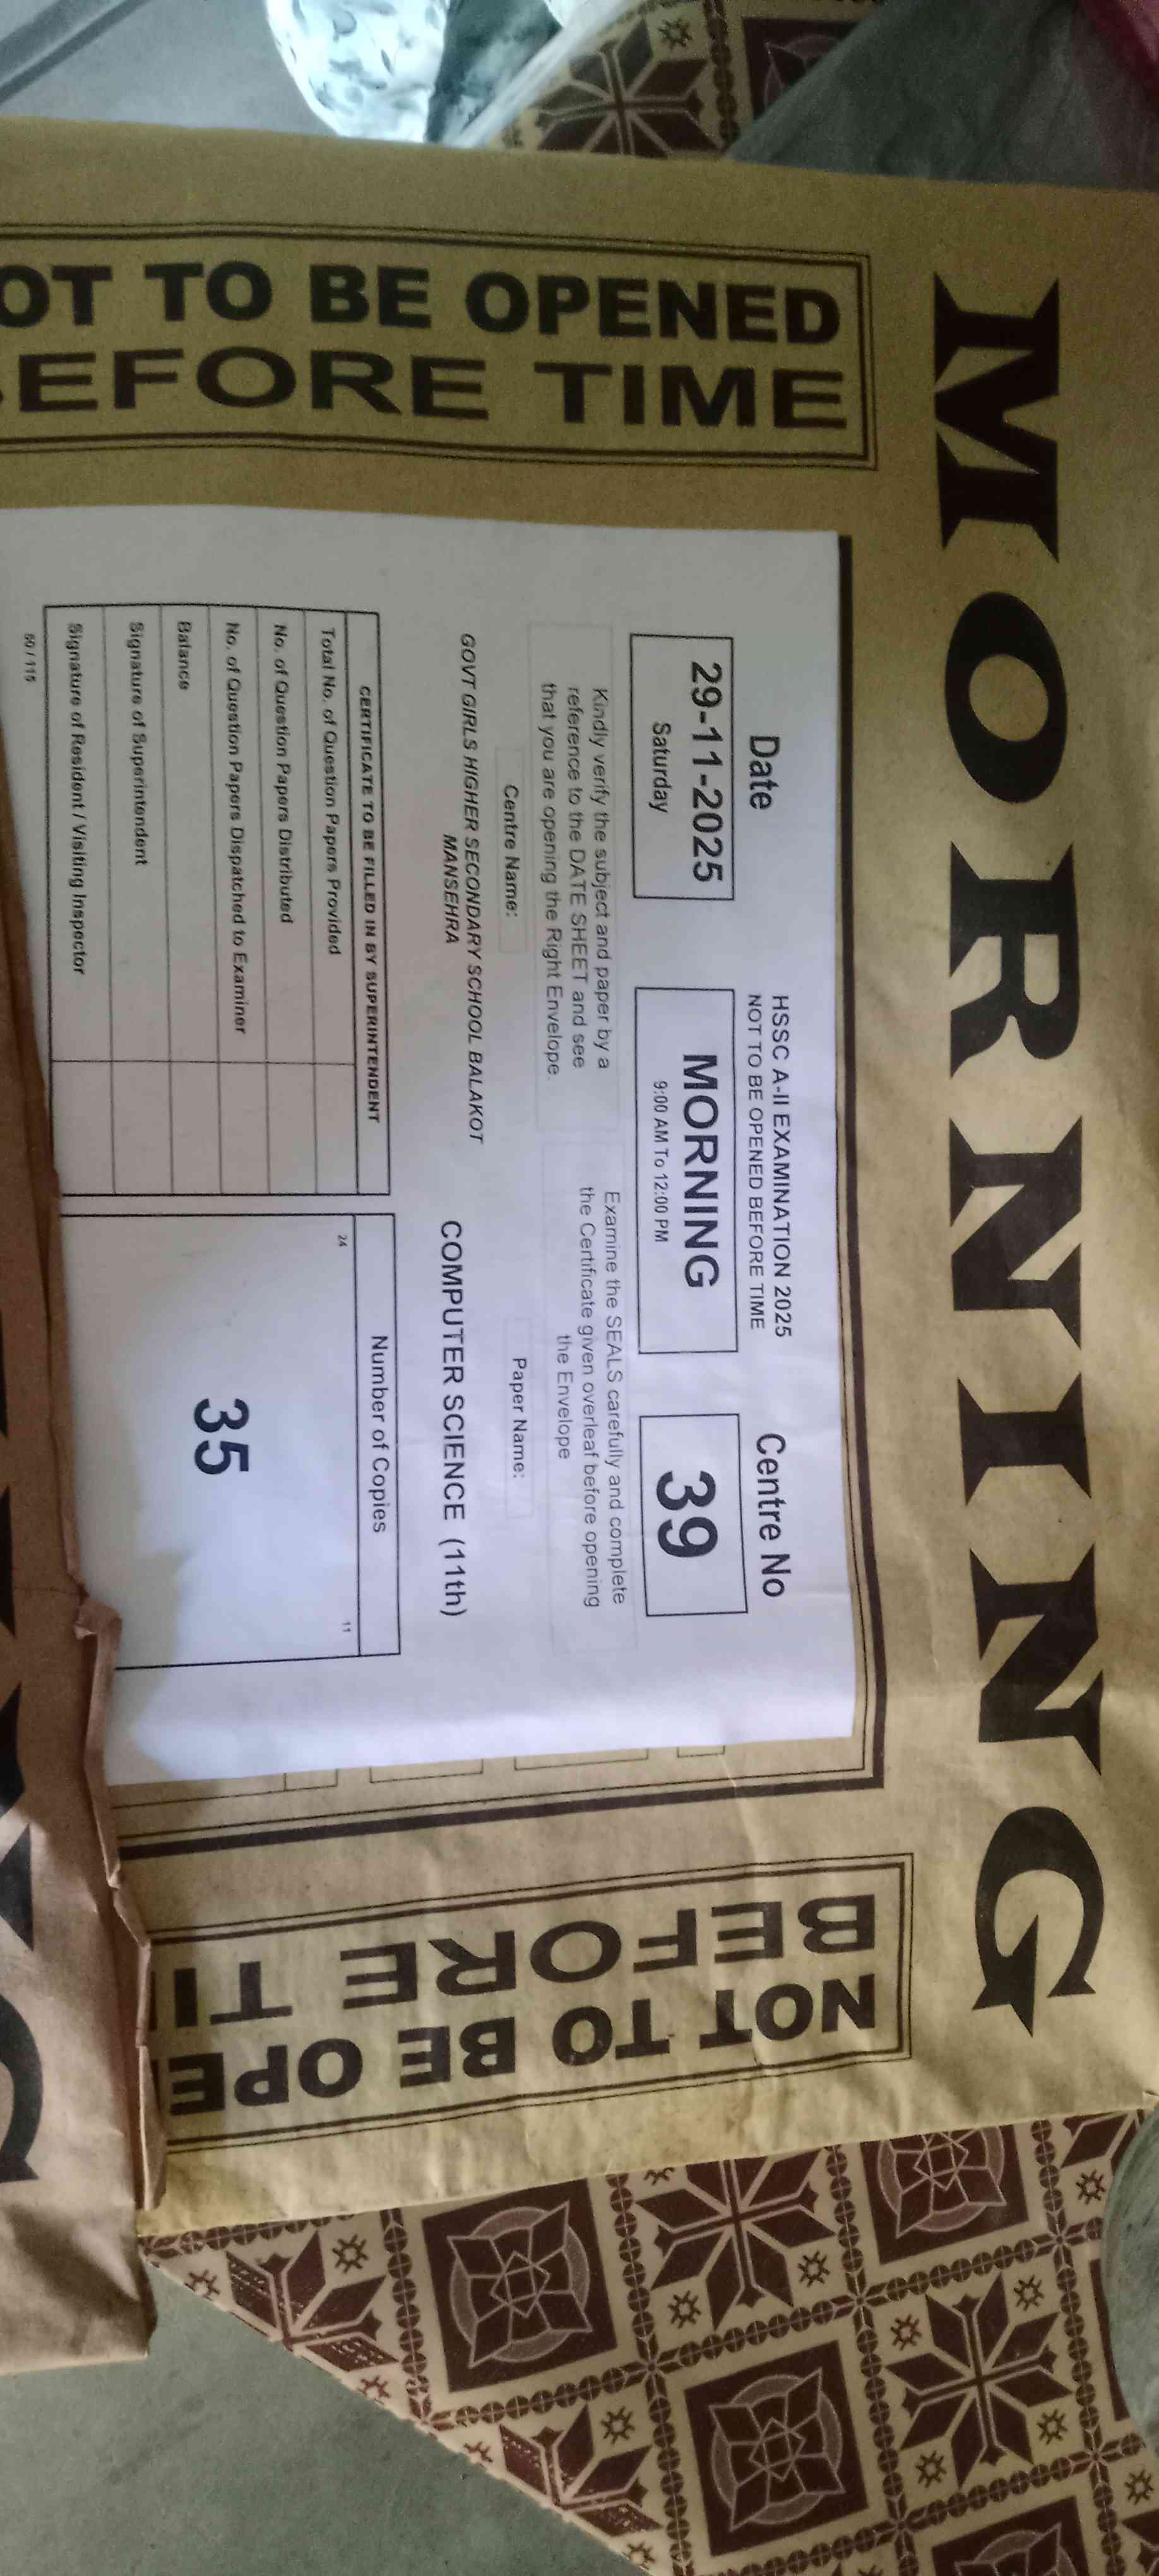 MORNING
NOT TO BE OPENED
BEFORE TIME
HSSC A-II EXAMINATION 2025
NOT TO BE OPENED BEFORE TIME
Date
29-11-2025
Saturday
MORNING
9:00 AM To 12:00 PM
Centre No
39
Kindly verify the subject and paper by a
reference to the DATE SHEET and see
that you are opening the Right Envelope.
Examine the SEALS carefully and complete
the Certificate given overleaf before opening
the Envelope
Centre Name:
GOVT GIRLS HIGHER SECONDARY SCHOOL BALAKOT
MANSEHRA
Paper Name:
COMPUTER SCIENCE (11th)
CERTIFICATE TO BE FILLED IN BY SUPERINTENDENT
Total No. of Question Papers Provided
No. of Question Papers Distributed
No. of Question Papers Dispatched to Examiner
Balance
Signature of Superintendent
Signature of Resident / Visiting Inspector
Number of Copies
24
11
35
NOT TO BE OPE
BEFORE TI